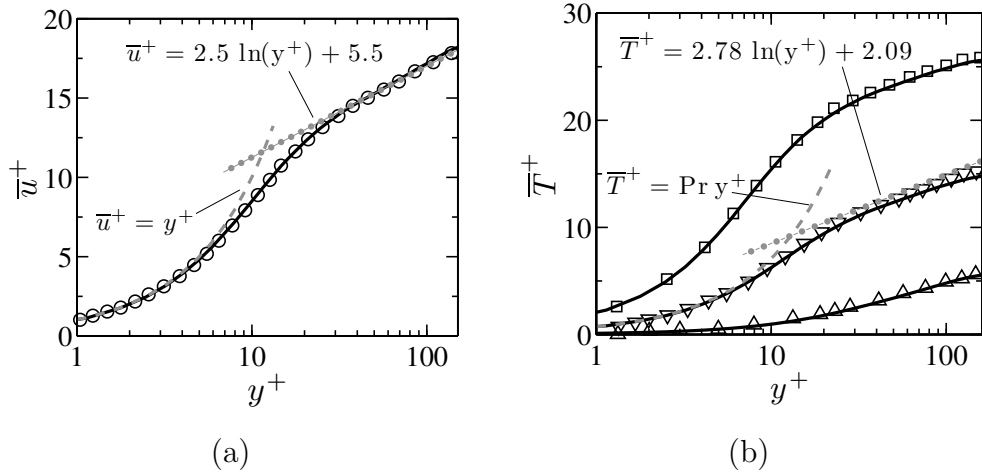 u̅⁺ = 2.5 ln(y⁺) + 5.5
u̅⁺ = y⁺
u̅⁺
20
15
10
5
0
1
10
100
y⁺
(a)
T̅⁺ = 2.78 ln(y⁺) + 2.09
T̅⁺ = Pr y⁺
T̅⁺
30
20
10
0
1
10
100
y⁺
(b)